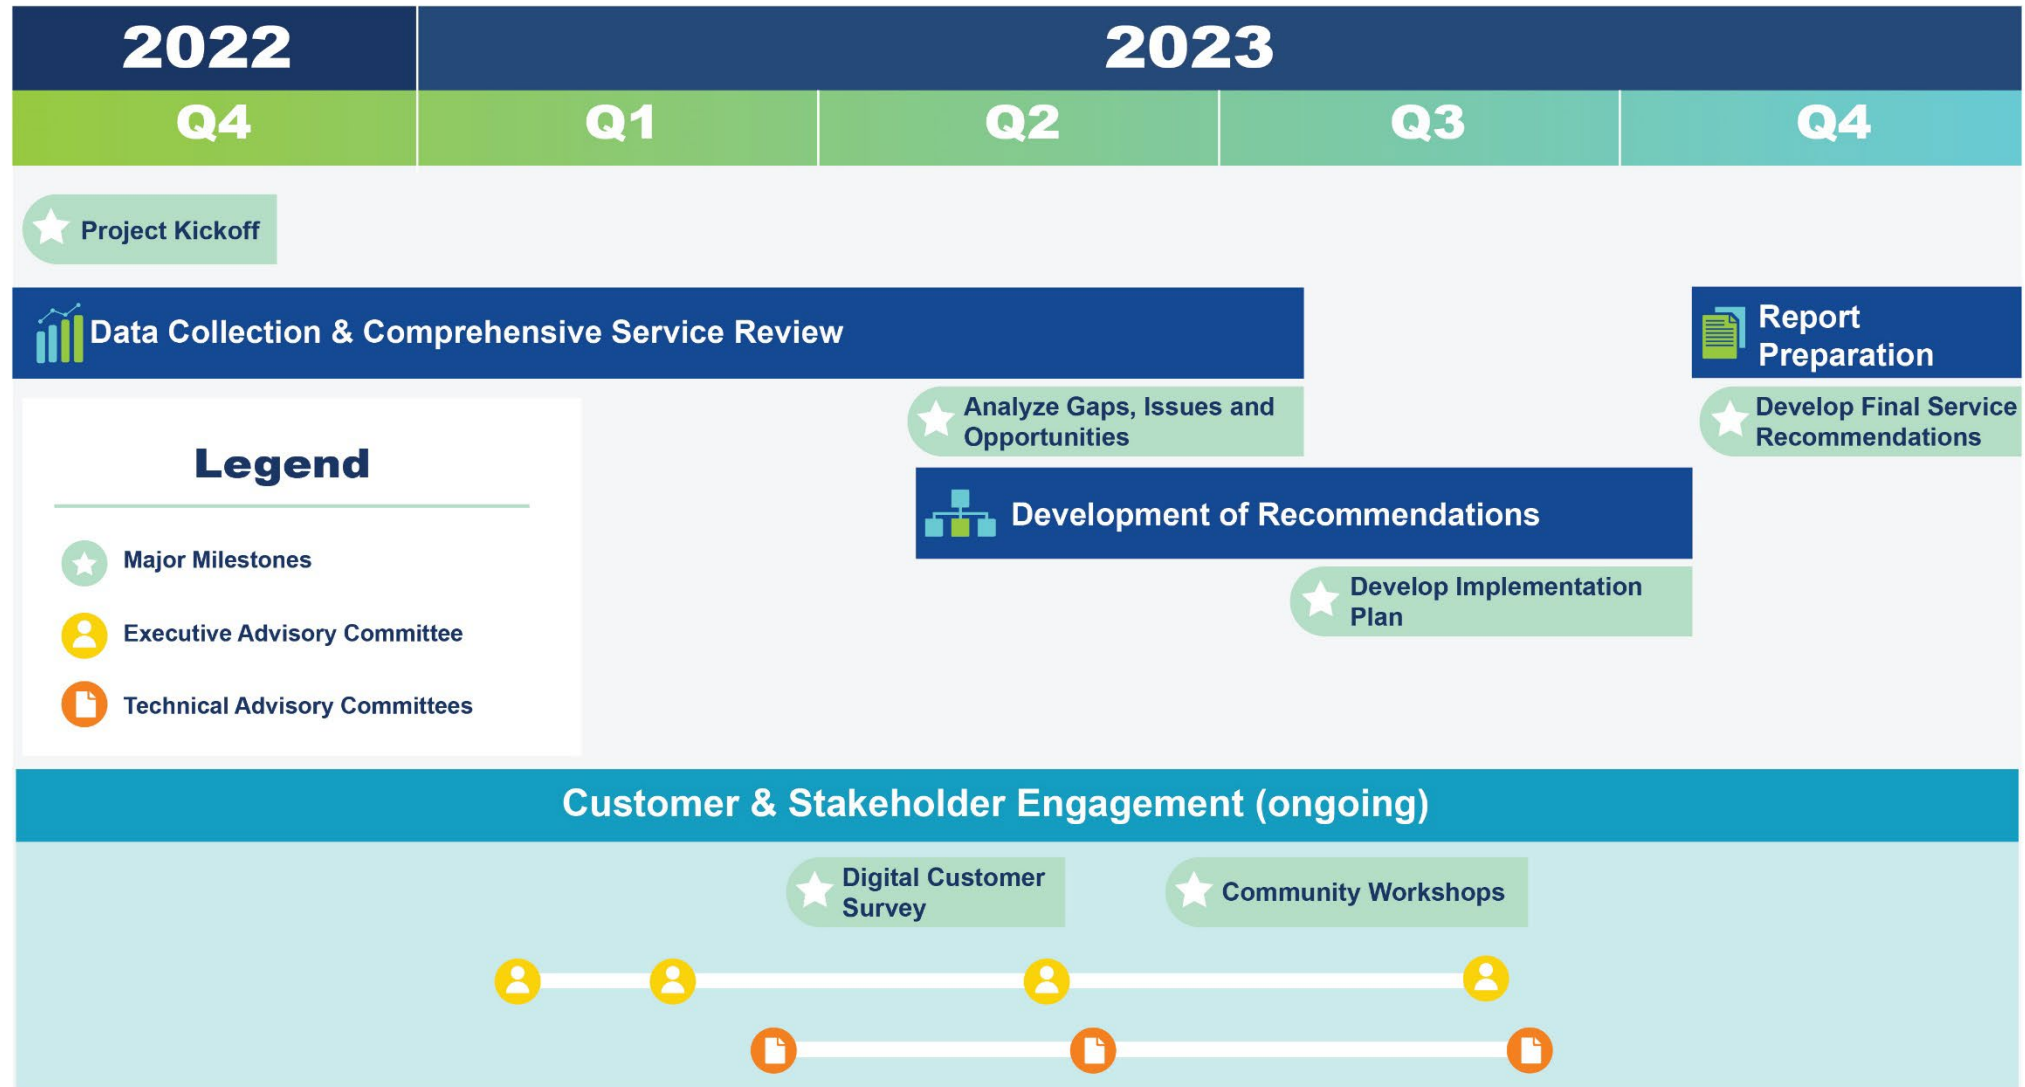 2022
2023
Q4
Q1
Q2
Q3
Q4
Project Kickoff
Data Collection & Comprehensive Service Review
Report
Preparation
Analyze Gaps, Issues and
Opportunities
Develop Final Service
Recommendations
Legend
Major Milestones
Executive Advisory Committee
Technical Advisory Committees
Development of Recommendations
Develop Implementation
Plan
Customer & Stakeholder Engagement (ongoing)
Digital Customer
Survey
Community Workshops